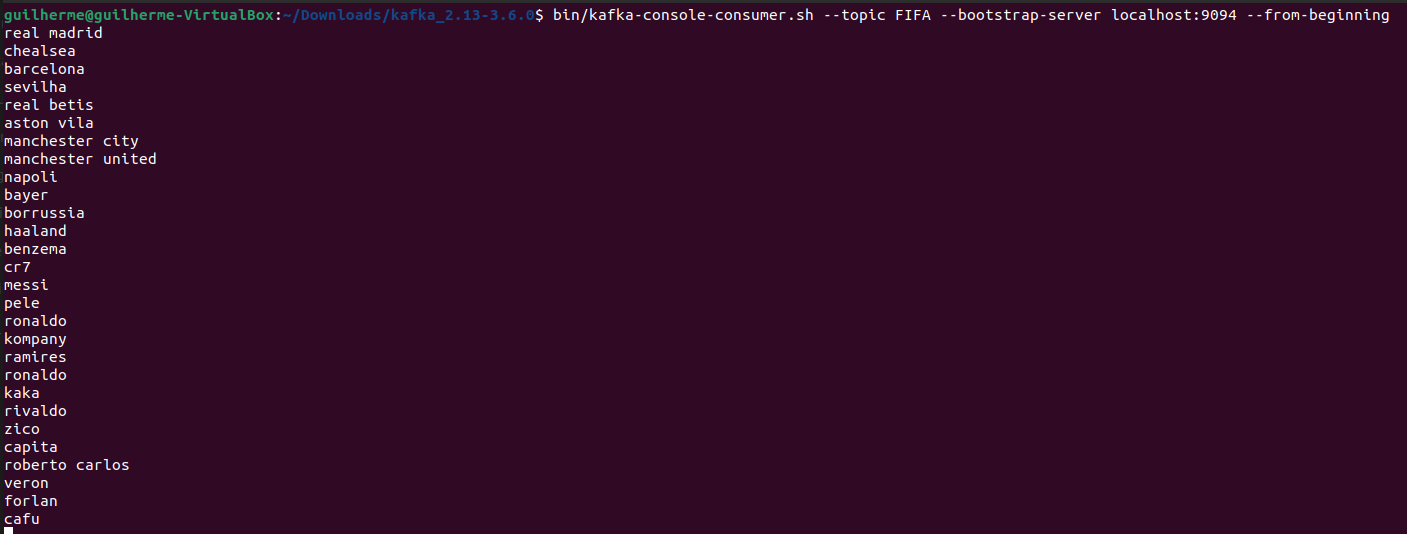 guilherme@guilherme-VirtualBox:~/Downloads/kafka_2.13-3.6.0$ bin/kafka-console-consumer.sh --topic FIFA --bootstrap-server localhost:9094 --from-beginning
real madrid
chealsea
barcelona
sevilha
real betis
aston vila
manchester city
manchester united
napoli
bayer
borrussia
haaland
benzema
cr7
messi
pele
ronaldo
kompany
ramires
ronaldo
kaka
rivaldo
zico
capita
roberto carlos
veron
forlan
cafu